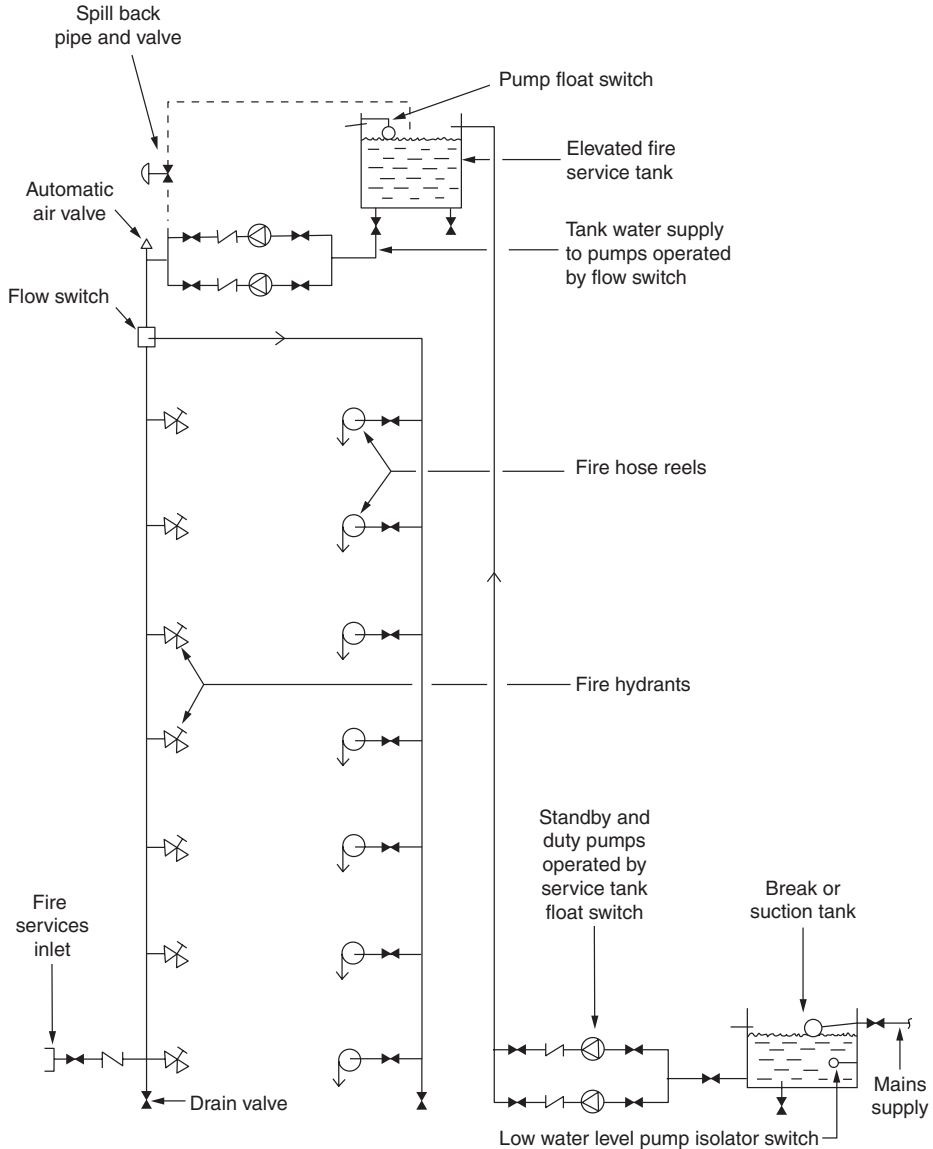 Spill back
pipe and valve
Pump float switch
Elevated fire
service tank
Automatic
air valve
Tank water supply
to pumps operated
by flow switch
Flow switch
Fire hose reels
Fire hydrants
Standby and
duty pumps
operated by
service tank
float switch
Break or
suction tank
Fire
services
inlet
Mains
supply
Drain valve
Low water level pump isolator switch